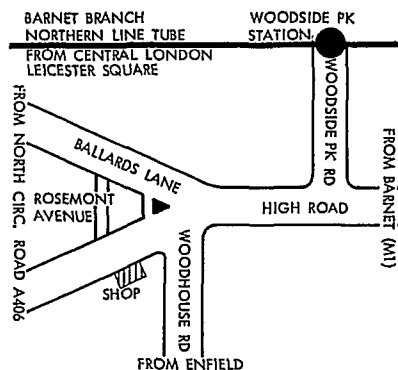 BARNET BRANCH
NORTHERN LINE TUBE
FROM CENTRAL LONDON
LEICESTER SQUARE
WOODSIDE PK
STATION
WOODSIDE PK RD
FROM NORTH CIRC. ROAD A406
BALLARDS LANE
ROSEMONT
AVENUE
HIGH ROAD
FROM BARNET (M1)
WOODHOUSE RD
SHOP
FROM ENFIELD